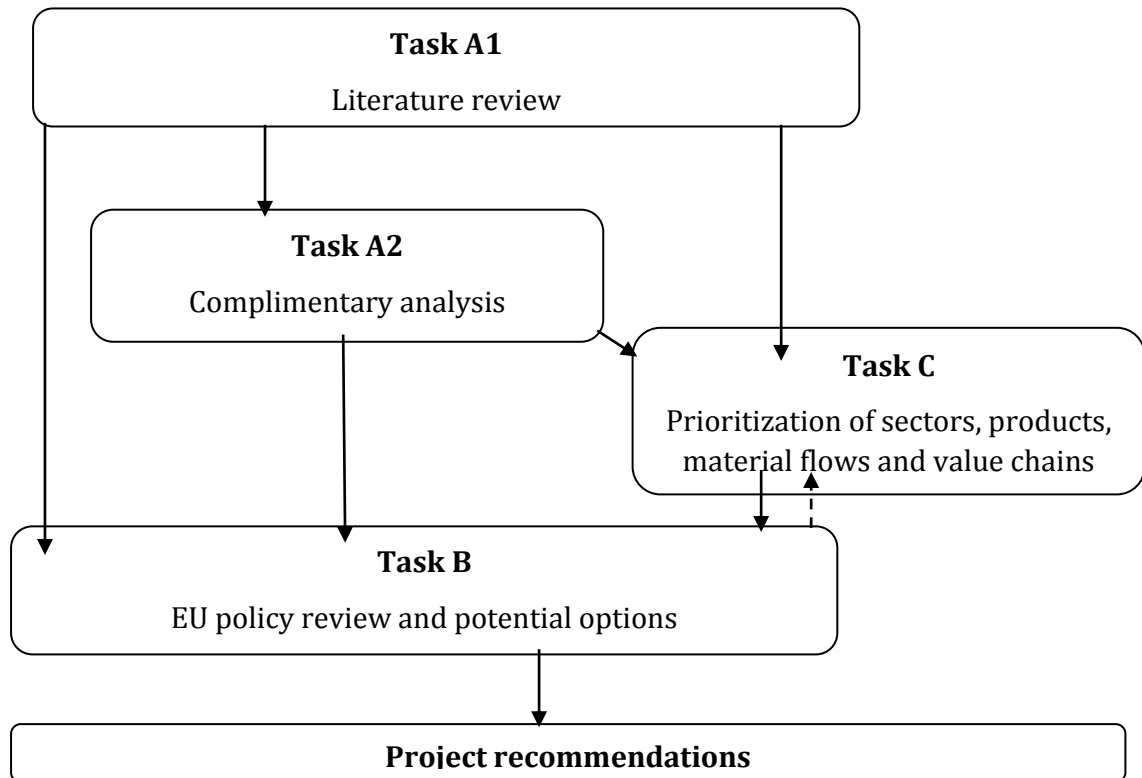 Task A1
Literature review
Task A2
Complimentary analysis
Task C
Prioritization of sectors, products,
material flows and value chains
Task B
EU policy review and potential options
Project recommendations